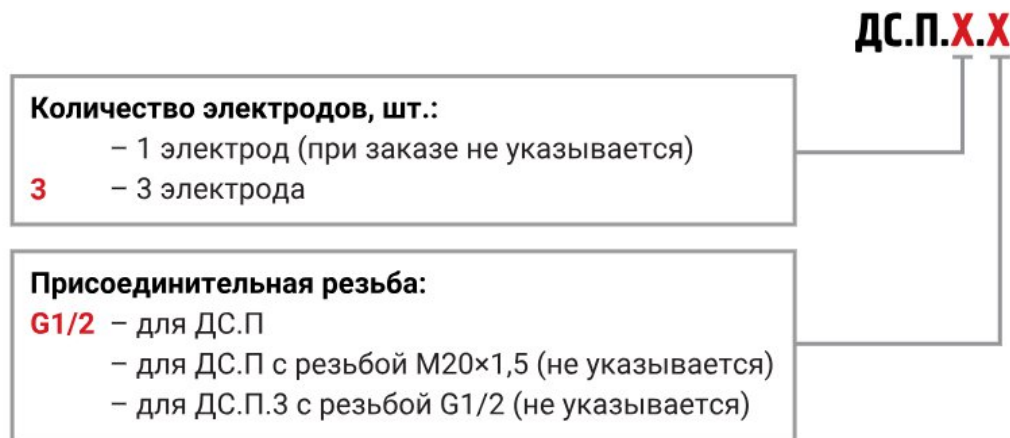 ДС.П.X.X
Количество электродов, шт.:
– 1 электрод (при заказе не указывается)
3 – 3 электрода
Присоединительная резьба:
G1/2 – для ДС.П
– для ДС.П с резьбой M20×1,5 (не указывается)
– для ДС.П.3 с резьбой G1/2 (не указывается)